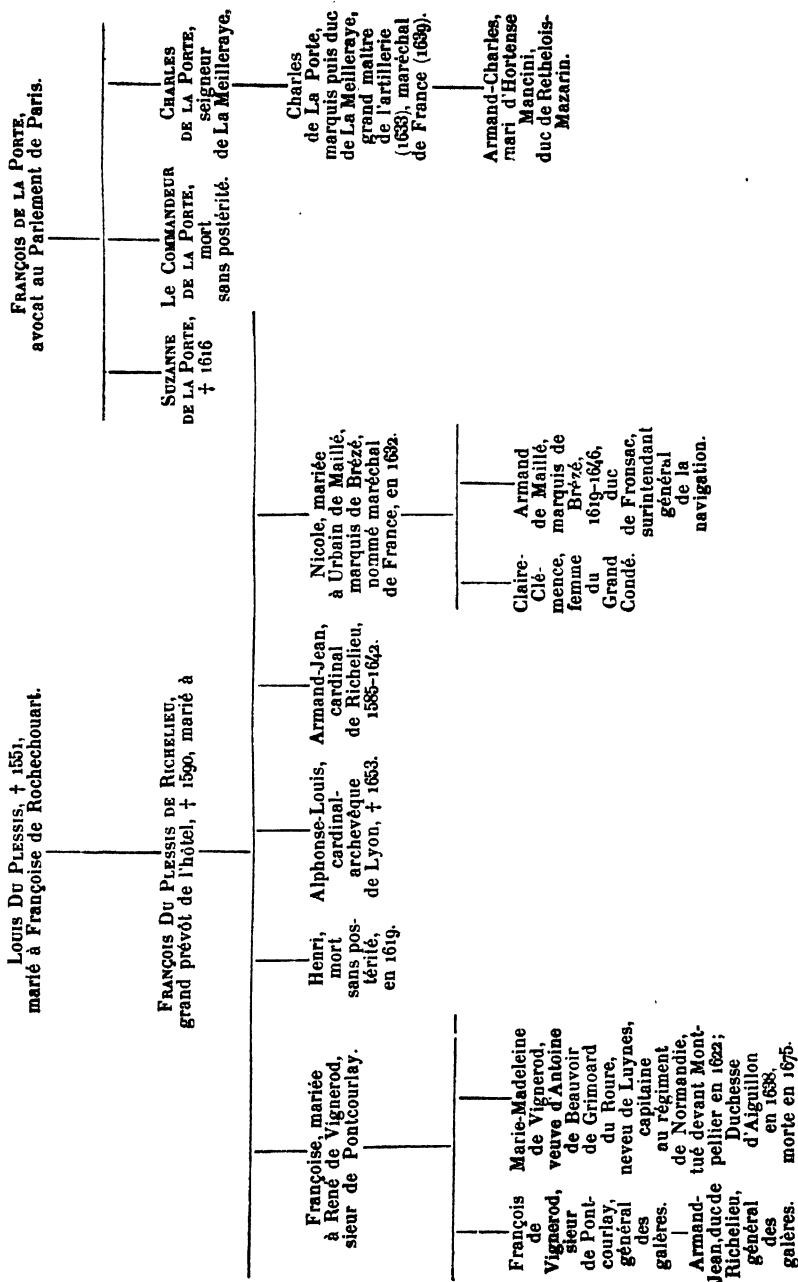 LOUIS DU PLESSIS, † 1551,
marié à Françoise de Rochechouart.
FRANÇOIS DU PLESSIS DE RICHELIEU,
grand prévôt de l'hôtel, † 1590, marié à
FRANÇOIS DE LA PORTE,
avocat au Parlement de Paris.
SUZANNE
DE LA PORTE,
† 1616
LE COMMANDEUR
DE LA PORTE,
mort
sans postérité.
CHARLES
DE LA PORTE,
seigneur
de La Meilleraye,
Charles
de La Porte,
marquis puis duc
de La Meilleraye,
grand maître
de l'artillerie
(1633), maréchal
de France (1639).
Armand-Charles,
mari d'Hortense
Mancini,
duc de Rethelois-
Mazarin.
Françoise, mariée
à René de Vignerod,
sieur de Pontcourlay.
Henri,
mort
sans pos-
térité,
en 1619.
Alphonse-Louis,
cardinal-
archevêque
de Lyon, † 1653.
Armand-Jean,
cardinal
de Richelieu,
1585-1642.
Nicole, mariée
à Urbain de Maillé,
marquis de Brézé,
nommé maréchal
de France, en 1632.
François
de
Vignerod,
sieur
de Pont-
courlay,
général
des
galères.
Armand-
Jean, duc de
Richelieu,
général
des
galères.
Marie-Madeleine
de Vignerod,
veuve d'Antoine
de Beauvoir
de Grimoard
du Roure,
neveu de Luynes,
capitaine
au régiment
de Normandie,
tué devant Mont-
pellier en 1622;
Duchesse
d'Aiguillon
en 1638,
morte en 1675.
Claire-
Clé-
mence,
femme
du
Grand
Condé.
Armand
de Maillé,
marquis de
Brézé,
1619-1646,
duc
de Fronsac,
surintendant
général
de la
navigation.